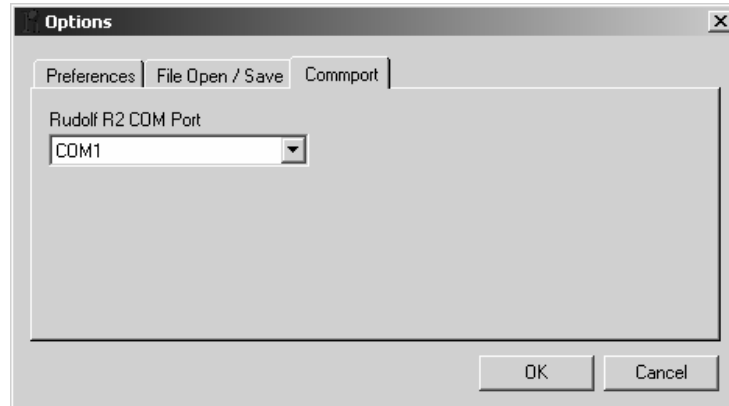 Options
Preferences File Open / Save Commport
Rudolf R2 COM Port
COM1
OK Cancel